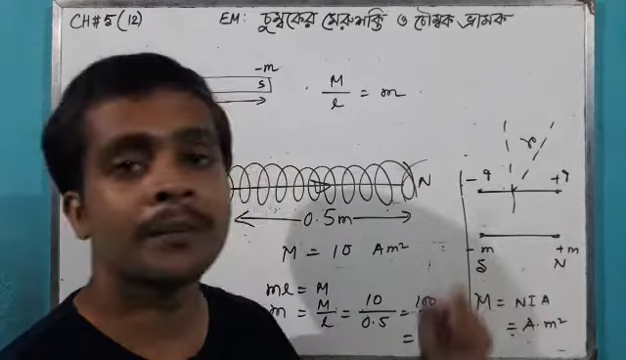 CH#5(12) EM: চুম্বকের মেরুশক্তি ও চৌম্বক ভ্রামক
-m
S
M/l = m
r
-q +q
N
0.5m
-m +m
S N
M = 10 Am²
ml = M
m = M/l = 10/0.5 = 100
=
M = NIA
= A.m²